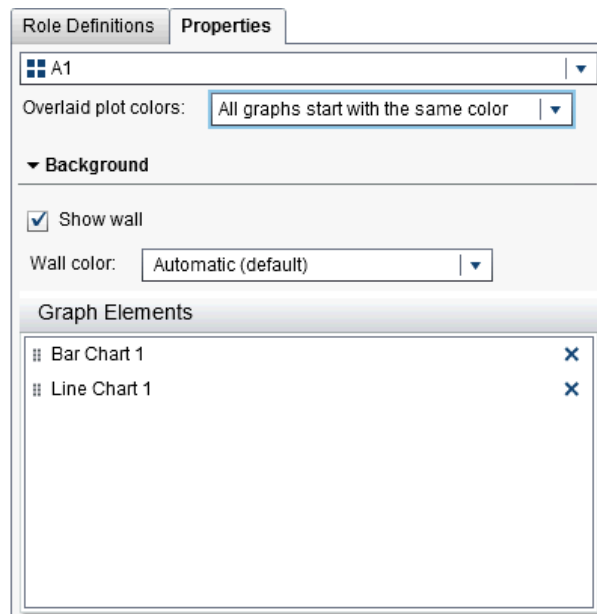 Role Definitions Properties
A1
Overlaid plot colors: All graphs start with the same color
Background
Show wall
Wall color: Automatic (default)
Graph Elements
Bar Chart 1
Line Chart 1